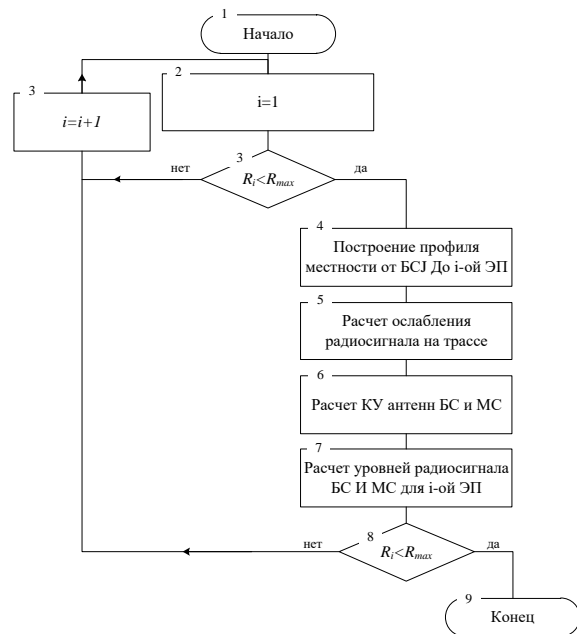 1
Начало
2
i=1
3
i=i+1
3
нет
Ri<Rmax
да
4
Построение профиля
местности от БСJ До i-ой ЭП
5
Расчет ослабления
радиосигнала на трассе
6
Расчет КУ антенн БС и МС
7
Расчет уровней радиосигнала
БС И МС для i-ой ЭП
8
нет
Ri<Rmax
да
9
Конец